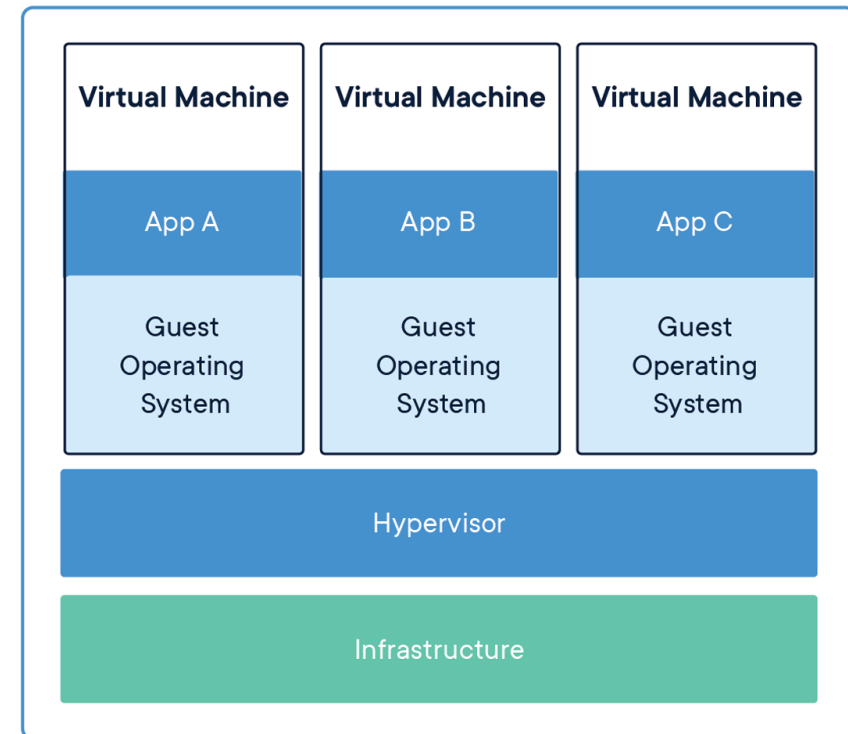 Virtual Machine
Virtual Machine
Virtual Machine
App A
App B
App C
Guest
Operating
System
Guest
Operating
System
Guest
Operating
System
Hypervisor
Infrastructure